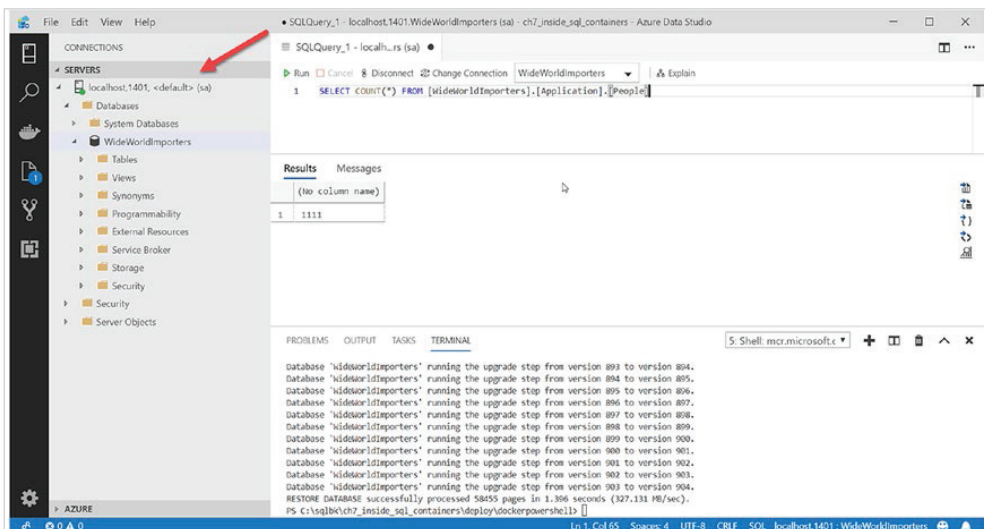 File Edit View Help
● SQLQuery_1 - localhost,1401.WideWorldImporters (sa) - ch7_inside_sql_containers - Azure Data Studio
CONNECTIONS
SERVERS
localhost,1401, <default> (sa)
Databases
System Databases
WideWorldImporters
Tables
Views
Synonyms
Programmability
External Resources
Service Broker
Storage
Security
Security
Server Objects
AZURE
1
SQLQuery_1 - localh...rs (sa) ●
Run Cancel Disconnect Change Connection WideWorldImporters Explain
1 SELECT COUNT(*) FROM [WideWorldImporters].[Application].[People]
Results Messages
(No column name)
1 1111
PROBLEMS OUTPUT TASKS TERMINAL 5: Shell: mcr.microsoft.c
Database 'WideWorldImporters' running the upgrade step from version 893 to version 894.
Database 'WideWorldImporters' running the upgrade step from version 894 to version 895.
Database 'WideWorldImporters' running the upgrade step from version 895 to version 896.
Database 'WideWorldImporters' running the upgrade step from version 896 to version 897.
Database 'WideWorldImporters' running the upgrade step from version 897 to version 898.
Database 'WideWorldImporters' running the upgrade step from version 898 to version 899.
Database 'WideWorldImporters' running the upgrade step from version 899 to version 900.
Database 'WideWorldImporters' running the upgrade step from version 900 to version 901.
Database 'WideWorldImporters' running the upgrade step from version 901 to version 902.
Database 'WideWorldImporters' running the upgrade step from version 902 to version 903.
Database 'WideWorldImporters' running the upgrade step from version 903 to version 904.
RESTORE DATABASE successfully processed 58455 pages in 1.396 seconds (327.131 MB/sec).
PS C:\sqlbk\ch7_inside_sql_containers\deploy\dockerpowershell>
0 0 Ln 1, Col 65 Spaces: 4 UTF-8 CRLF SQL localhost,1401 : WideWorldImporters